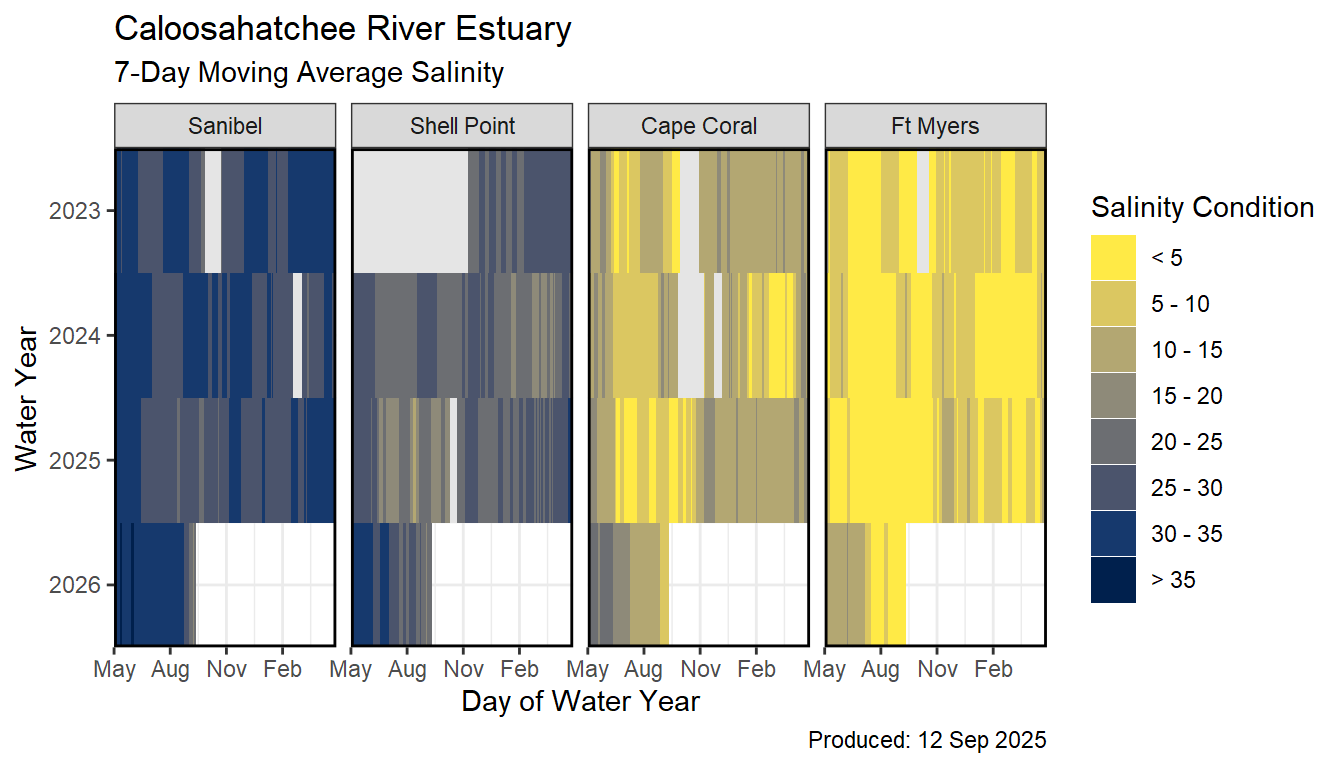 Caloosahatchee River Estuary
7-Day Moving Average Salinity
Sanibel Shell Point Cape Coral Ft Myers
Water Year
2023
2024
2025
2026
May Aug Nov Feb May Aug Nov Feb May Aug Nov Feb May Aug Nov Feb
Day of Water Year
Salinity Condition
< 5
5 - 10
10 - 15
15 - 20
20 - 25
25 - 30
30 - 35
> 35
Produced: 12 Sep 2025